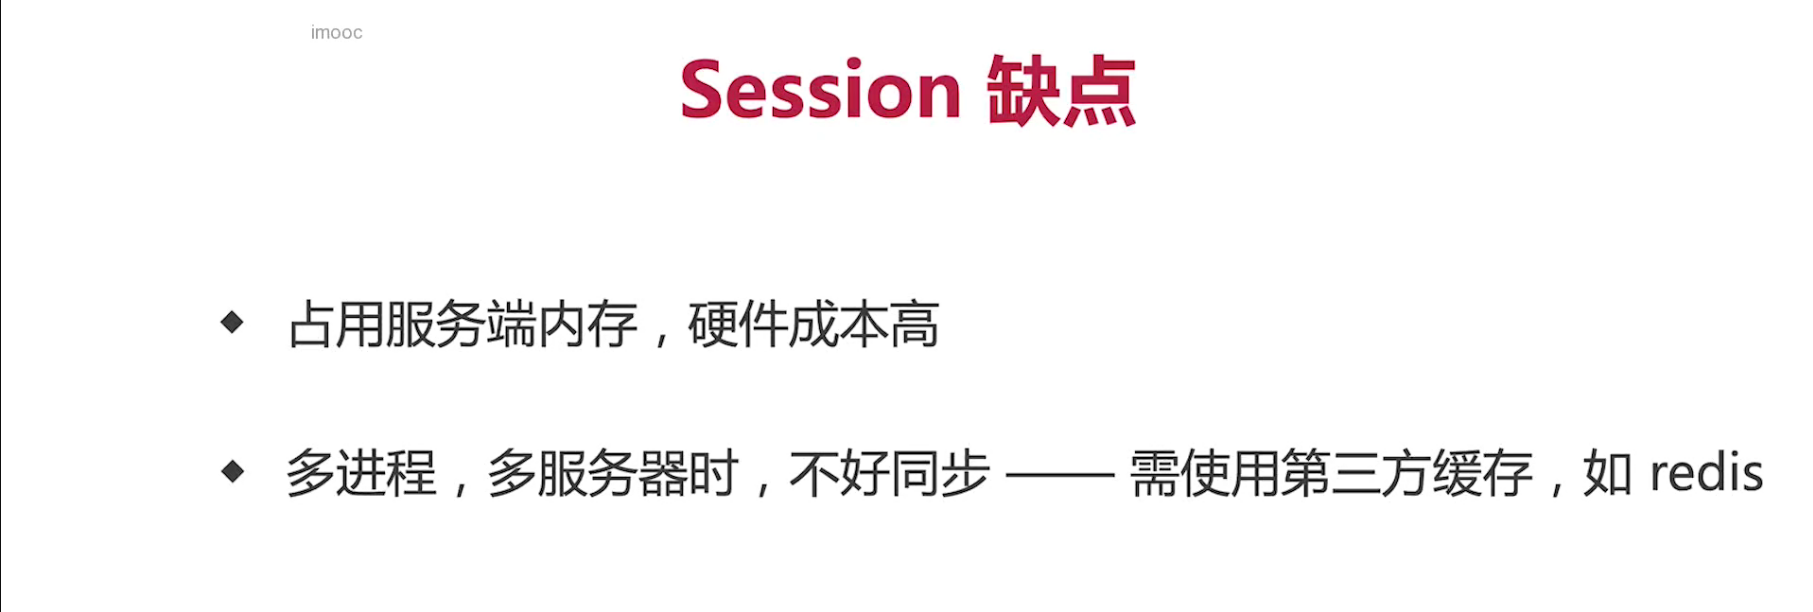 imooc
Session 缺点
◆ 占用服务端内存，硬件成本高
◆ 多进程，多服务器时，不好同步 —— 需使用第三方缓存，如 redis